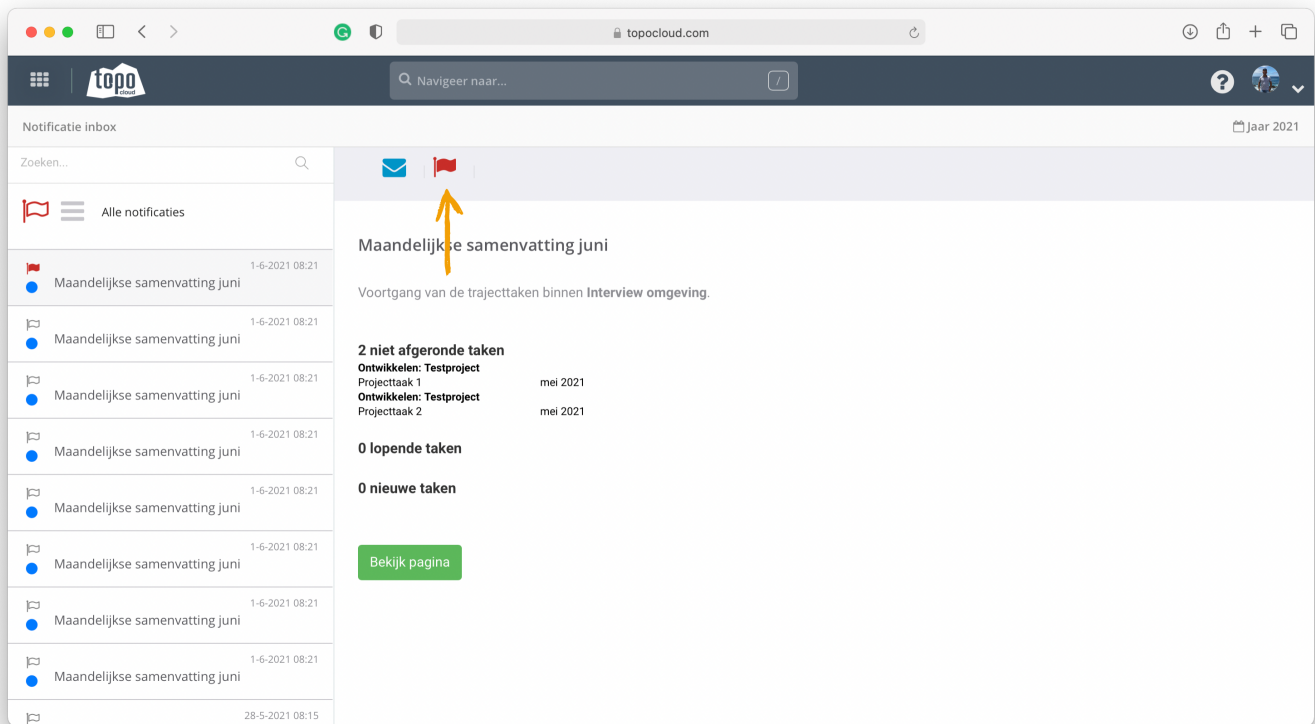 topocloud.com
topo
cloud
Navigeer naar...
/
?
Notificatie inbox
Jaar 2021
Zoeken...
Alle notificaties
1-6-2021 08:21
Maandelijkse samenvatting juni
1-6-2021 08:21
Maandelijkse samenvatting juni
1-6-2021 08:21
Maandelijkse samenvatting juni
1-6-2021 08:21
Maandelijkse samenvatting juni
1-6-2021 08:21
Maandelijkse samenvatting juni
1-6-2021 08:21
Maandelijkse samenvatting juni
1-6-2021 08:21
Maandelijkse samenvatting juni
1-6-2021 08:21
Maandelijkse samenvatting juni
28-5-2021 08:15
Maandelijkse samenvatting juni
Voortgang van de trajecttaken binnen Interview omgeving.
2 niet afgeronde taken
Ontwikkelen: Testproject
Projecttaak 1 mei 2021
Ontwikkelen: Testproject
Projecttaak 2 mei 2021
0 lopende taken
0 nieuwe taken
Bekijk pagina